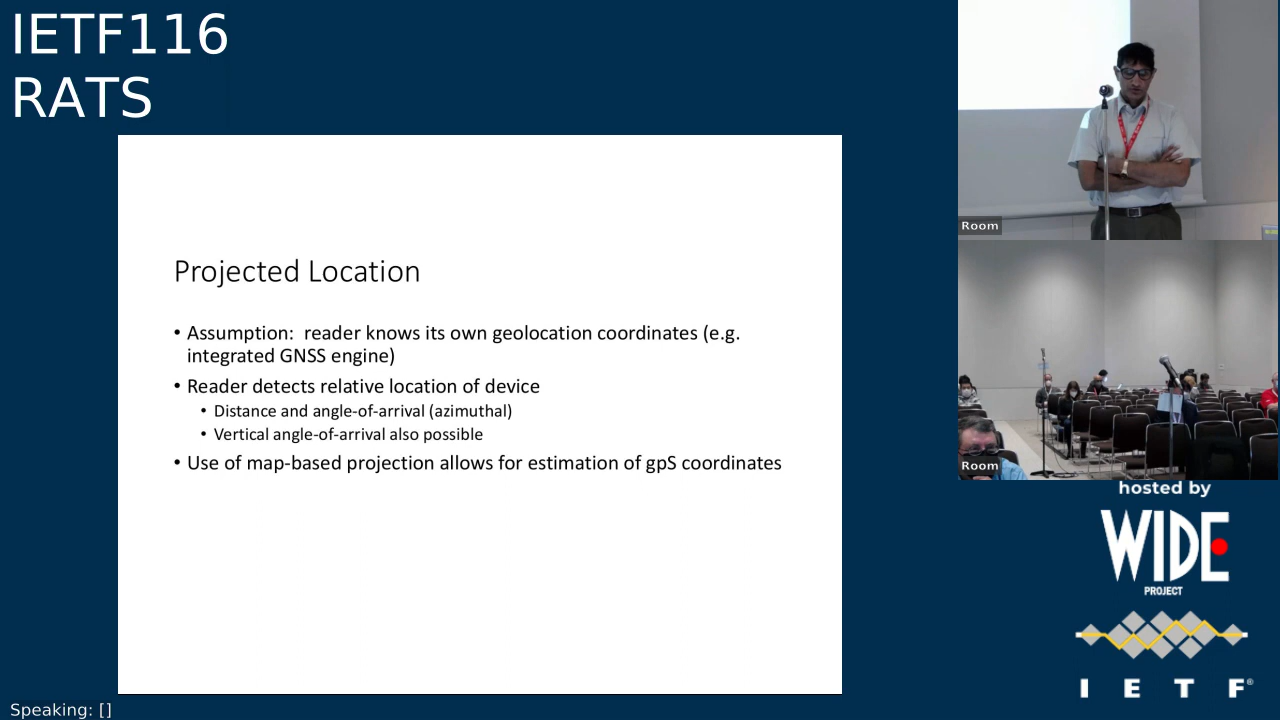 IETF116
RATS
Projected Location
• Assumption:  reader knows its own geolocation coordinates (e.g.
integrated GNSS engine)
• Reader detects relative location of device
• Distance and angle-of-arrival (azimuthal)
• Vertical angle-of-arrival also possible
• Use of map-based projection allows for estimation of gpS coordinates
Room
Room
hosted by
WIDE
PROJECT
I E T F®
Speaking: []